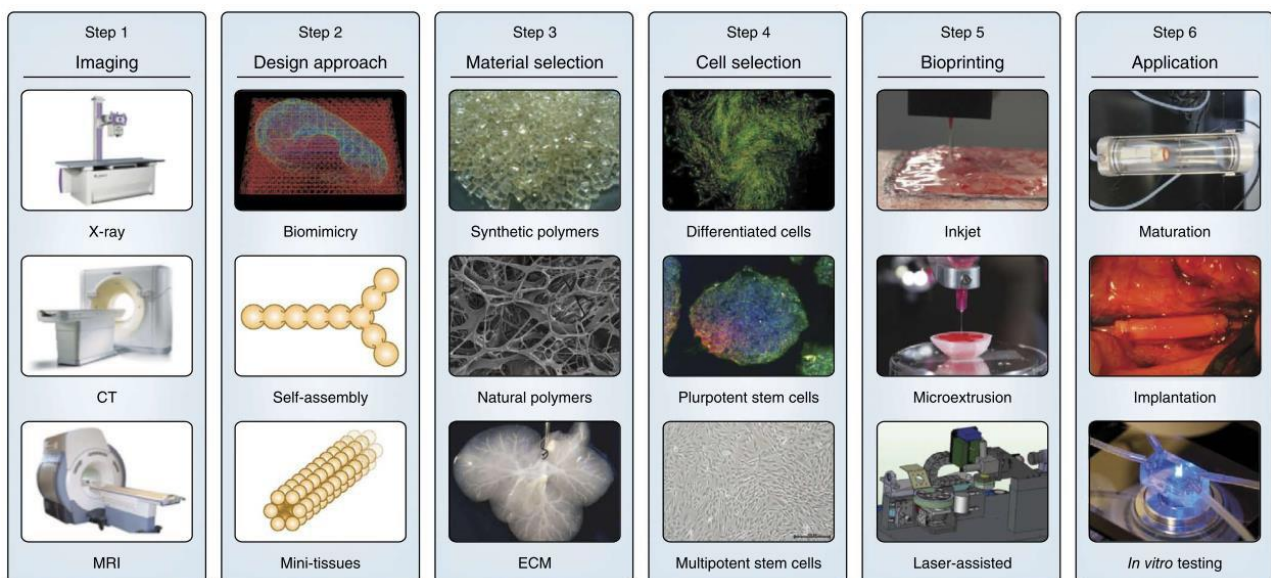 Step 1
Imaging
X-ray
CT
MRI
Step 2
Design approach
Biomimicry
Self-assembly
Mini-tissues
Step 3
Material selection
Synthetic polymers
Natural polymers
ECM
Step 4
Cell selection
Differentiated cells
Plurpotent stem cells
Multipotent stem cells
Step 5
Bioprinting
Inkjet
Microextrusion
Laser-assisted
Step 6
Application
Maturation
Implantation
In vitro testing